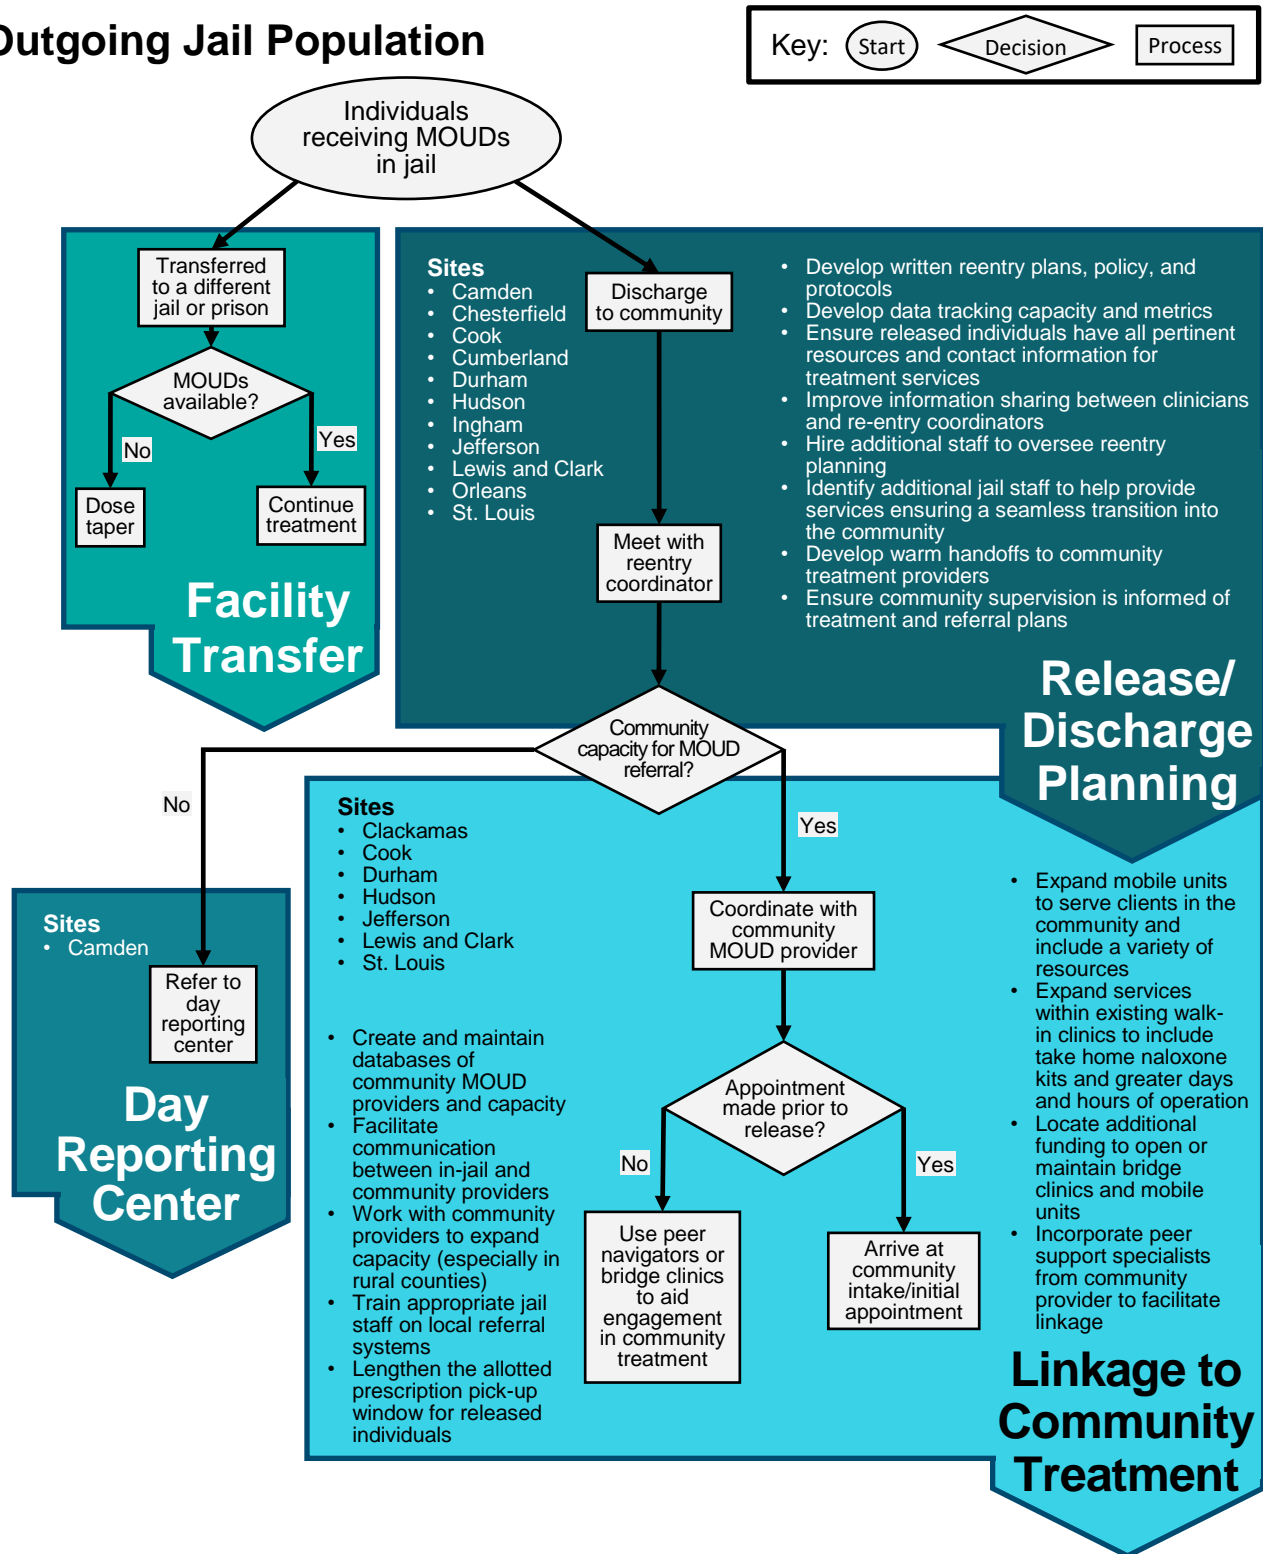 Outgoing Jail Population
Key:
Start
Decision
Process
Individuals
receiving MOUDs
in jail
Transferred
to a different
jail or prison
MOUDs
available?
No
Yes
Dose
taper
Continue
treatment
Facility
Transfer
Sites
• Camden
• Chesterfield
• Cook
• Cumberland
• Durham
• Hudson
• Ingham
• Jefferson
• Lewis and Clark
• Orleans
• St. Louis
Discharge
to community
Meet with
reentry
coordinator
• Develop written reentry plans, policy, and
protocols
• Develop data tracking capacity and metrics
• Ensure released individuals have all pertinent
resources and contact information for
treatment services
• Improve information sharing between clinicians
and re-entry coordinators
• Hire additional staff to oversee reentry
planning
• Identify additional jail staff to help provide
services ensuring a seamless transition into
the community
• Develop warm handoffs to community
treatment providers
• Ensure community supervision is informed of
treatment and referral plans
Release/
Discharge
Planning
Community
capacity for MOUD
referral?
No
Yes
Sites
• Camden
Refer to
day
reporting
center
Day
Reporting
Center
Sites
• Clackamas
• Cook
• Durham
• Hudson
• Jefferson
• Lewis and Clark
• St. Louis
• Create and maintain
databases of
community MOUD
providers and capacity
• Facilitate
communication
between in-jail and
community providers
• Work with community
providers to expand
capacity (especially in
rural counties)
• Train appropriate jail
staff on local referral
systems
• Lengthen the allotted
prescription pick-up
window for released
individuals
Coordinate with
community
MOUD provider
Appointment
made prior to
release?
No
Yes
Use peer
navigators or
bridge clinics
to aid
engagement
in community
treatment
Arrive at
community
intake/initial
appointment
• Expand mobile units
to serve clients in the
community and
include a variety of
resources
• Expand services
within existing walk-
in clinics to include
take home naloxone
kits and greater days
and hours of operation
• Locate additional
funding to open or
maintain bridge
clinics and mobile
units
• Incorporate peer
support specialists
from community
provider to facilitate
linkage
Linkage to
Community
Treatment